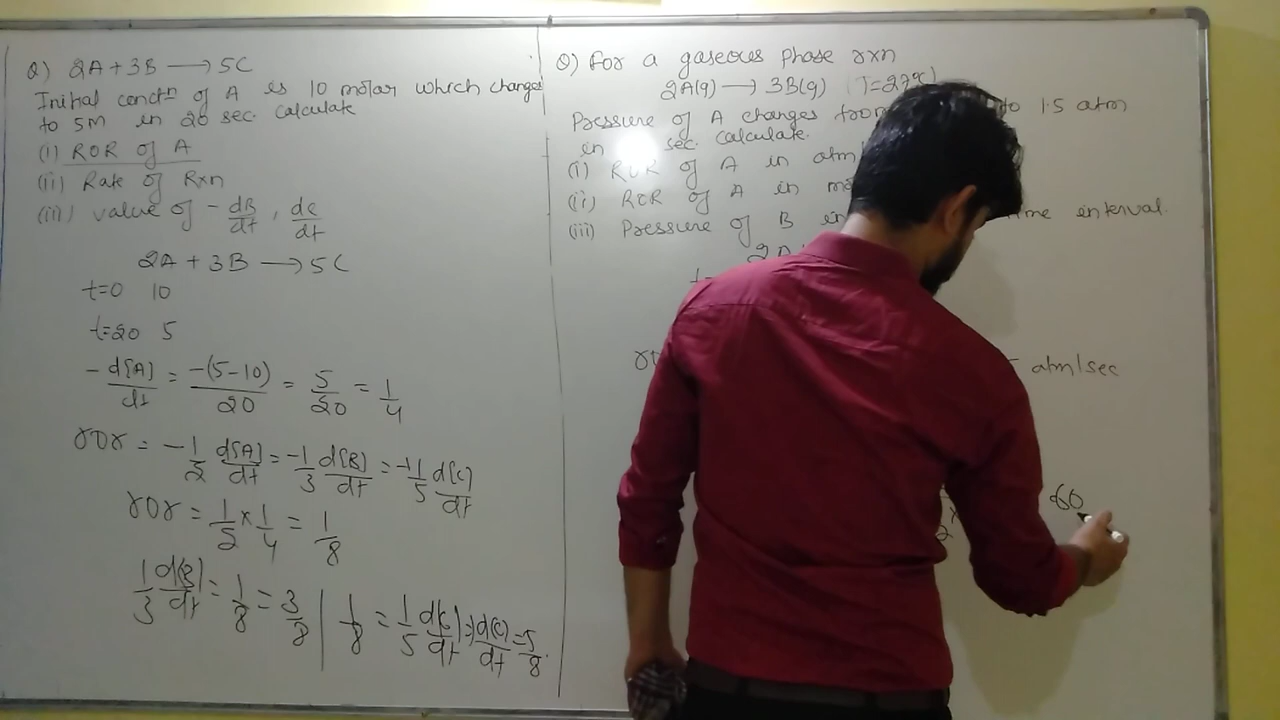 Q) 2A + 3B → 5C
Initial conctn of A is 10 molar which changes
to 5M in 20 sec. calculate
(i) ROR of A
(ii) Rate of Rxn
(iii) value of - dB/dt , dC/dt
2A + 3B → 5C
t=0 10
t=20 5
- d[A]/dt = -(5-10)/20 = 5/20 = 1/4
ror = - 1/2 d[A]/dt = -1/3 d[B]/dt = -1/5 d[C]/dt
ror = 1/2 × 1/4 = 1/8
1/3 d[B]/dt = 1/8 = 3/8 | 1/8 = 1/5 d[C]/dt ⇒ d[C]/dt = 5/8
Q) For a gaseous phase rxn
2A(g) → 3B(g) (T=27°C)
Pressure of A changes from to 1.5 atm
in sec. calculate.
(i) ROR of A in atm
(ii) ROR of A in
(iii) Pressure of B in time interval.
atm/sec
60